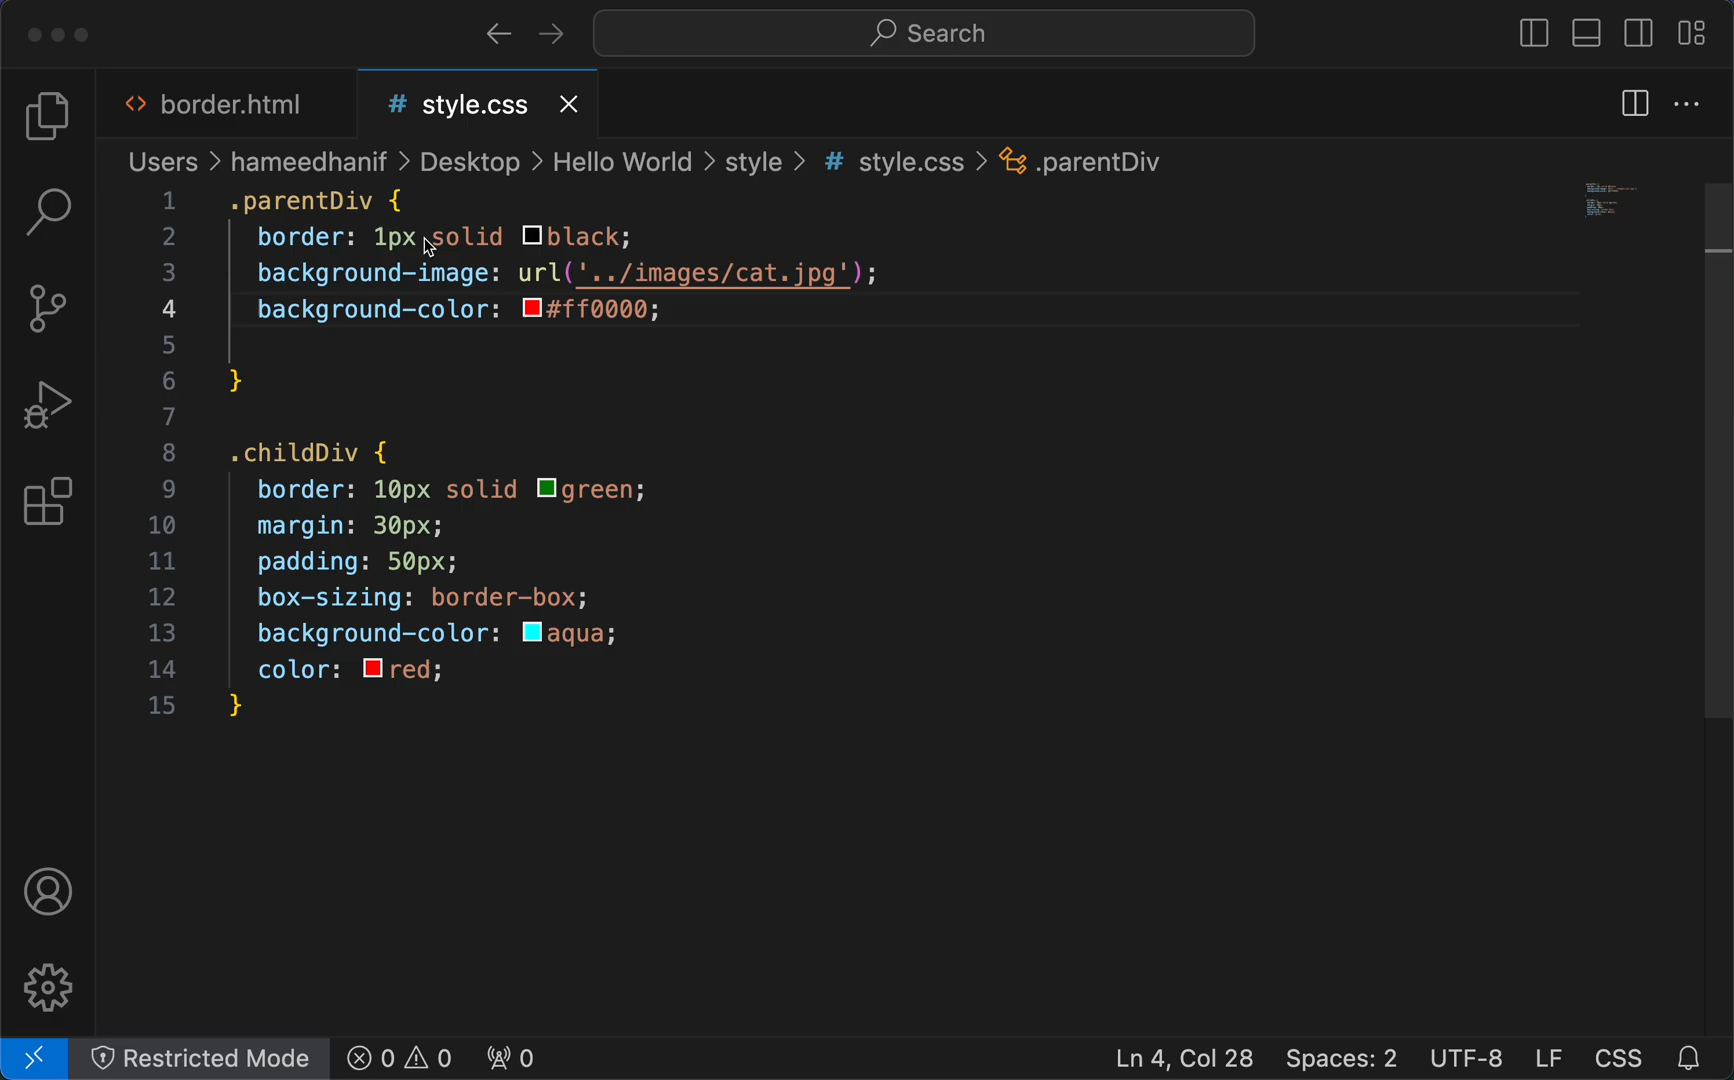 Search
<> border.html # style.css ×
Users > hameedhanif > Desktop > Hello World > style > # style.css > .parentDiv
1 .parentDiv {
2 border: 1px solid black;
3 background-image: url('../images/cat.jpg');
4 background-color: #ff0000;
5
6 }
7
8 .childDiv {
9 border: 10px solid green;
10 margin: 30px;
11 padding: 50px;
12 box-sizing: border-box;
13 background-color: aqua;
14 color: red;
15 }
Restricted Mode 0 0 0 Ln 4, Col 28 Spaces: 2 UTF-8 LF CSS